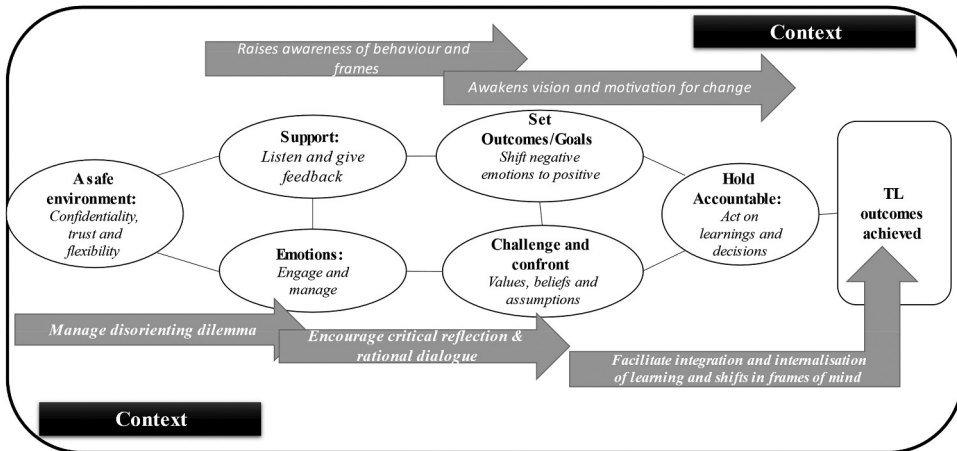 Context
Raises awareness of behaviour and
frames
Awakens vision and motivation for change
Support:
Listen and give
feedback
Set
Outcomes/Goals
Shift negative
emotions to positive
A safe
environment:
Confidentiality,
trust and
flexibility
Hold
Accountable:
Act on
learnings and
decisions
TL
outcomes
achieved
Emotions:
Engage and
manage
Challenge and
confront
Values, beliefs and
assumptions
Manage disorienting dilemma
Encourage critical reflection &
rational dialogue
Facilitate integration and internalisation
of learning and shifts in frames of mind
Context